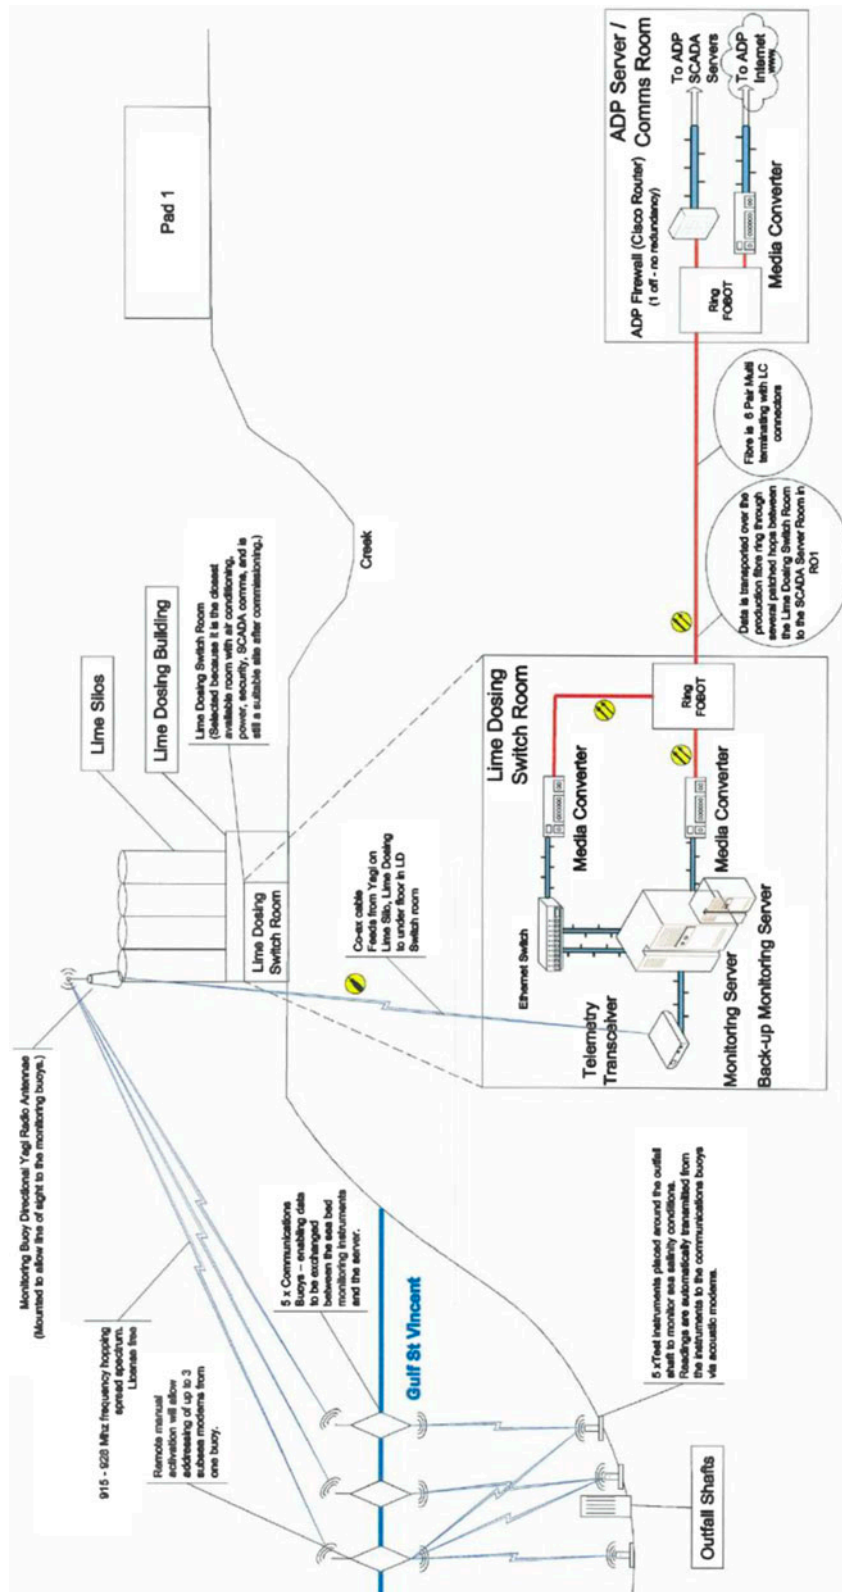 Monitoring Buoy Directional Yagi Radio Antennae
(Mounted to allow line of sight to the monitoring buoys.)
915 - 928 Mhz frequency hopping
spread spectrum.
License free
Remote manual
activation will allow
addressing of up to 3
subsea modems from
one buoy.
5 x Communications
Buoys – enabling data
to be exchanged
between the sea bed
monitoring instruments
and the server.
Gulf St Vincent
5 xTest instruments placed around the outfall
shaft to monitor sea salinity conditions.
Readings are automatically transmitted from
the instruments to the communications buoys
via acoustic modems.
Outfall Shafts
Lime Silos
Lime Dosing Building
Lime Dosing Switch Room
(Selected because it is the closest
available room with air conditioning,
power, security, SCADA comms, and is
still a suitable site after commissioning.)
Lime Dosing
Switch Room
Creek
Pad 1
Co-ax cable
Feeds from Yagi on
Lime Silo, Lime Dosing
to under floor in LD
Switch room
Lime Dosing
Switch Room
Ethernet Switch
Media Converter
Telemetry
Transceiver
Media Converter
Monitoring Server
Back-up Monitoring Server
Ring
FOBOT
Data is transported over the
production fibre ring through
several patched hops between
the Lime Dosing Switch Room
to the SCADA Server Room in
RO1
Fibre is 6 Pair Multi
terminating with LC
connectors
ADP Server /
Comms Room
ADP Firewall (Cisco Router)
(1 off - no redundancy)
Ring
FOBOT
Media Converter
To ADP
SCADA
Servers
To ADP
Internet
www